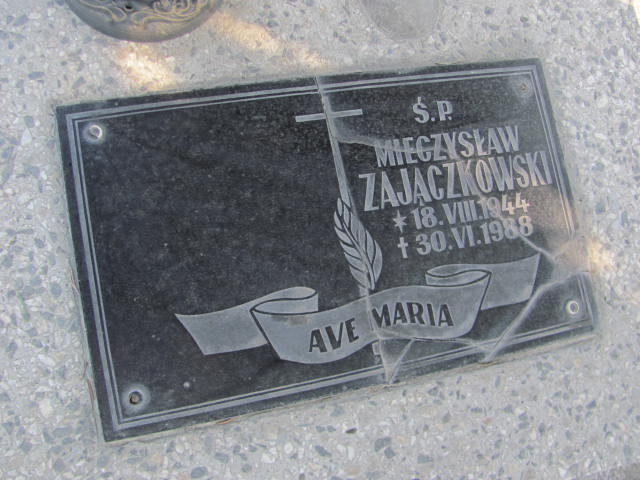 Ś.P.
MIECZYSŁAW
ZAJĄCZKOWSKI
* 18.VIII.1944
† 30.VI.1988
AVE MARIA